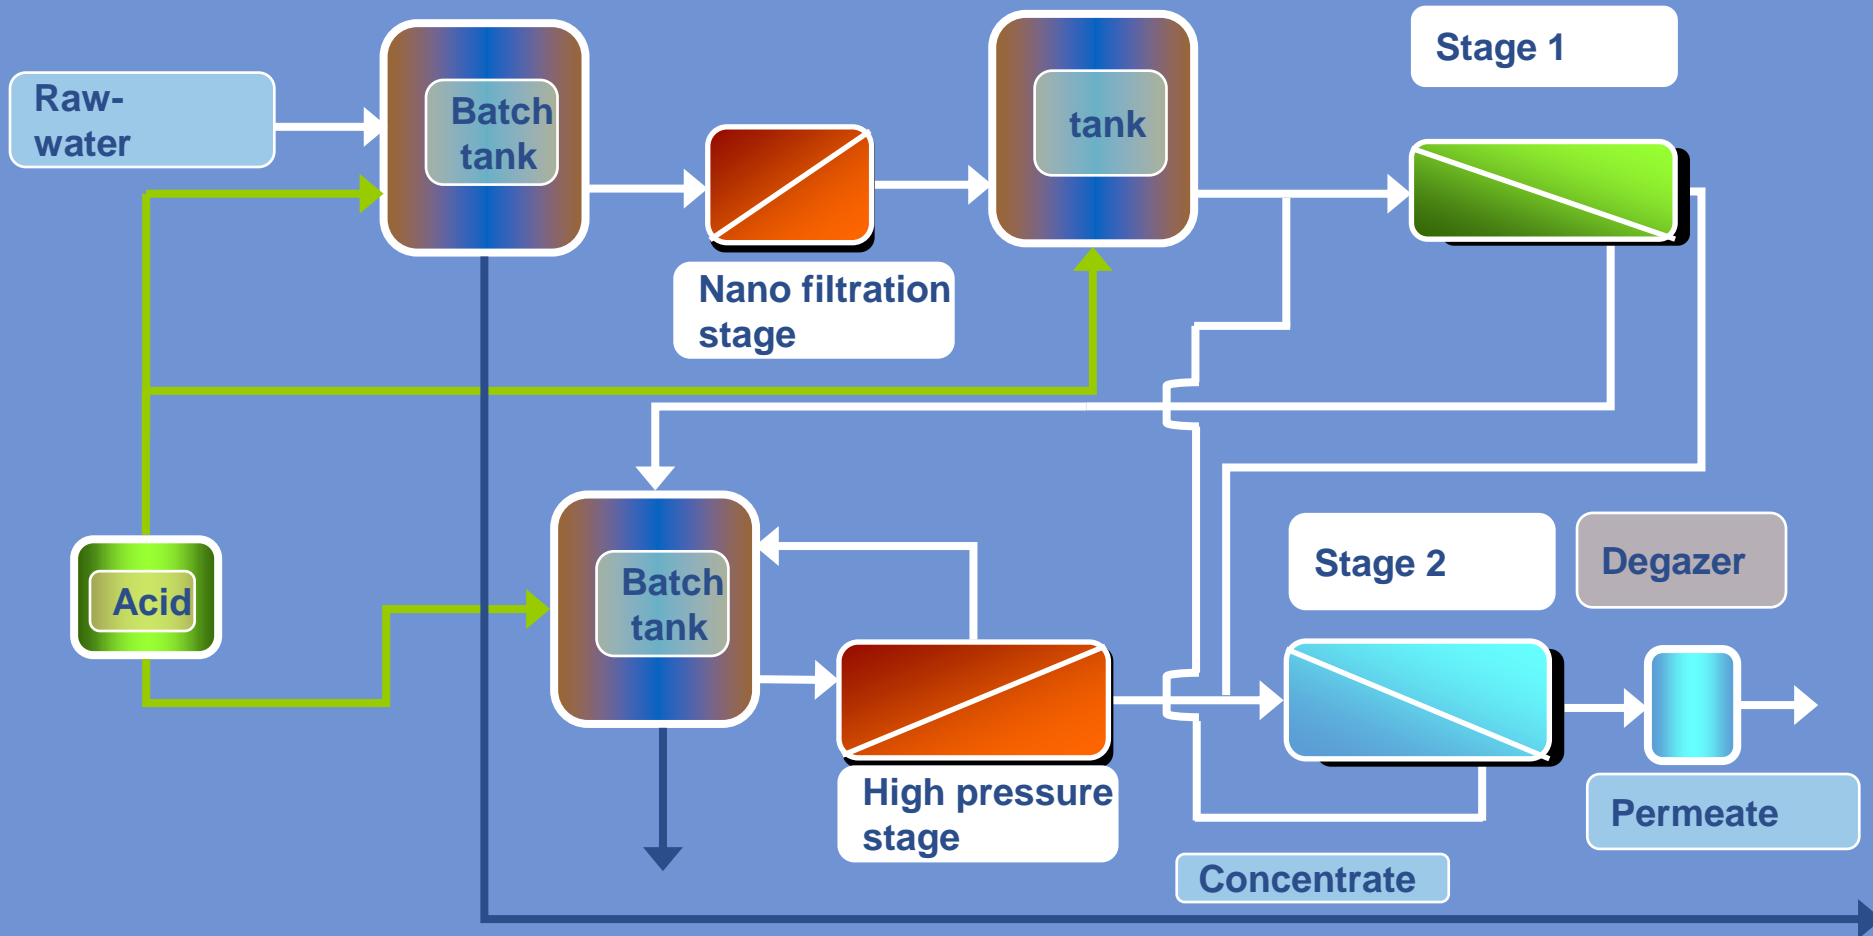 Raw-
water
Batch
tank
tank
Stage 1
Nano filtration
stage
Acid
Batch
tank
Stage 2
Degazer
High pressure
stage
Permeate
Concentrate